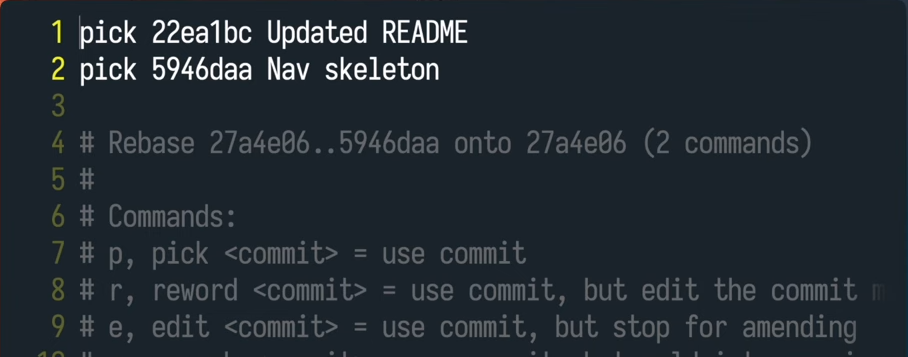 1 pick 22ea1bc Updated README
2 pick 5946daa Nav skeleton
3
4 # Rebase 27a4e06..5946daa onto 27a4e06 (2 commands)
5 #
6 # Commands:
7 # p, pick <commit> = use commit
8 # r, reword <commit> = use commit, but edit the commit
9 # e, edit <commit> = use commit, but stop for amending